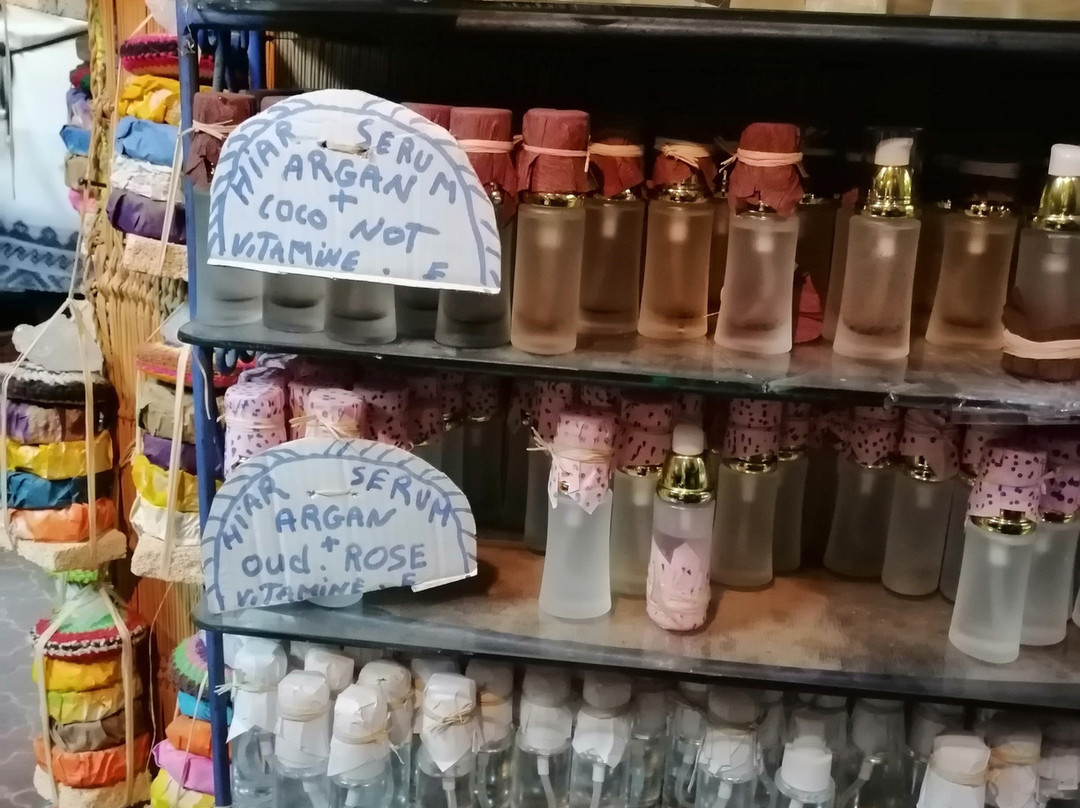 HiAR SERUM
ARGAN
+
COCO NOT
ViTAMiNE . E
HiAR SERUM
ARGAN
+
OUD . ROSE
ViTAMiNE . E